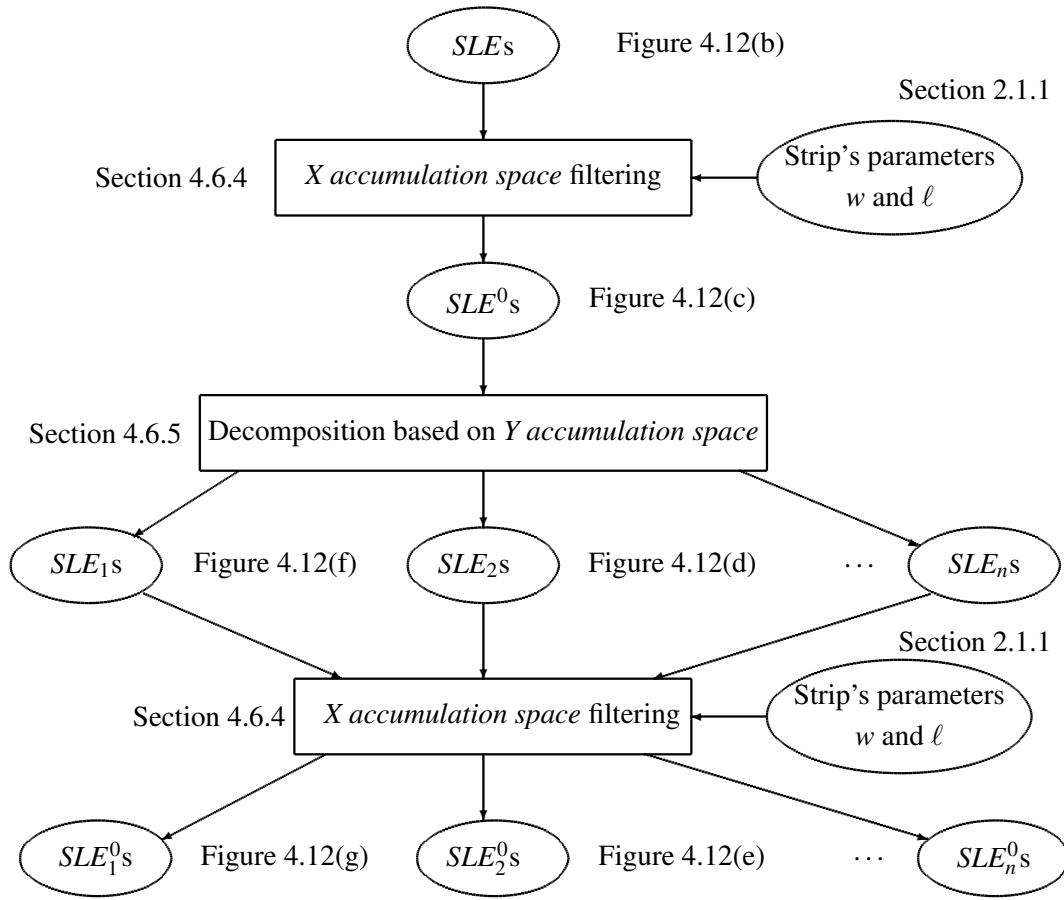 SLEs Figure 4.12(b)
Section 2.1.1
Section 4.6.4 X accumulation space filtering Strip's parameters
w and ℓ
SLE⁰s Figure 4.12(c)
Section 4.6.5 Decomposition based on Y accumulation space
SLE₁s Figure 4.12(f) SLE₂s Figure 4.12(d) ⋯ SLEₙs
Section 2.1.1
Section 4.6.4 X accumulation space filtering Strip's parameters
w and ℓ
SLE₁⁰s Figure 4.12(g) SLE₂⁰s Figure 4.12(e) ⋯ SLEₙ⁰s